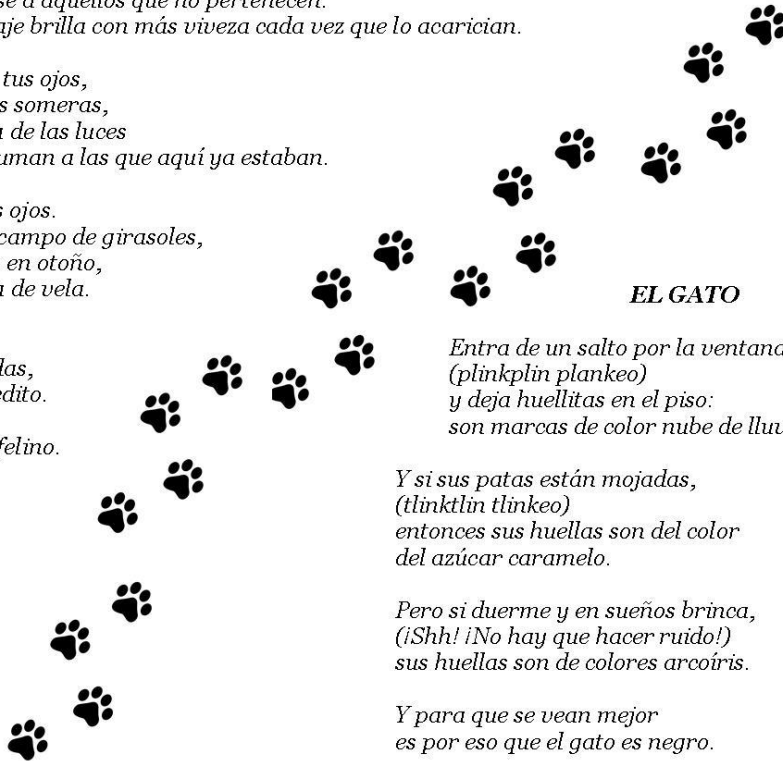 se a aquellos que no pertenecen.
brilla con más viveza cada vez que lo acarician.
tus ojos,
someras,
de las luces
a las que aquí ya estaban.
ojos.
campo de girasoles,
en otoño,
de vela.
felino.
EL GATO
Entra de un salto por la ventana
(plinkplin plankeo)
y deja huellitas en el piso:
son marcas de color nube de
Y si sus patas están mojadas,
(tlinktlin tlinkeo)
entonces sus huellas son del color
del azúcar caramelo.
Pero si duerme y en sueños brinca,
(¡Shh! ¡No hay que hacer ruido!)
sus huellas son de colores arcoíris.
Y para que se vean mejor
es por eso que el gato es negro.